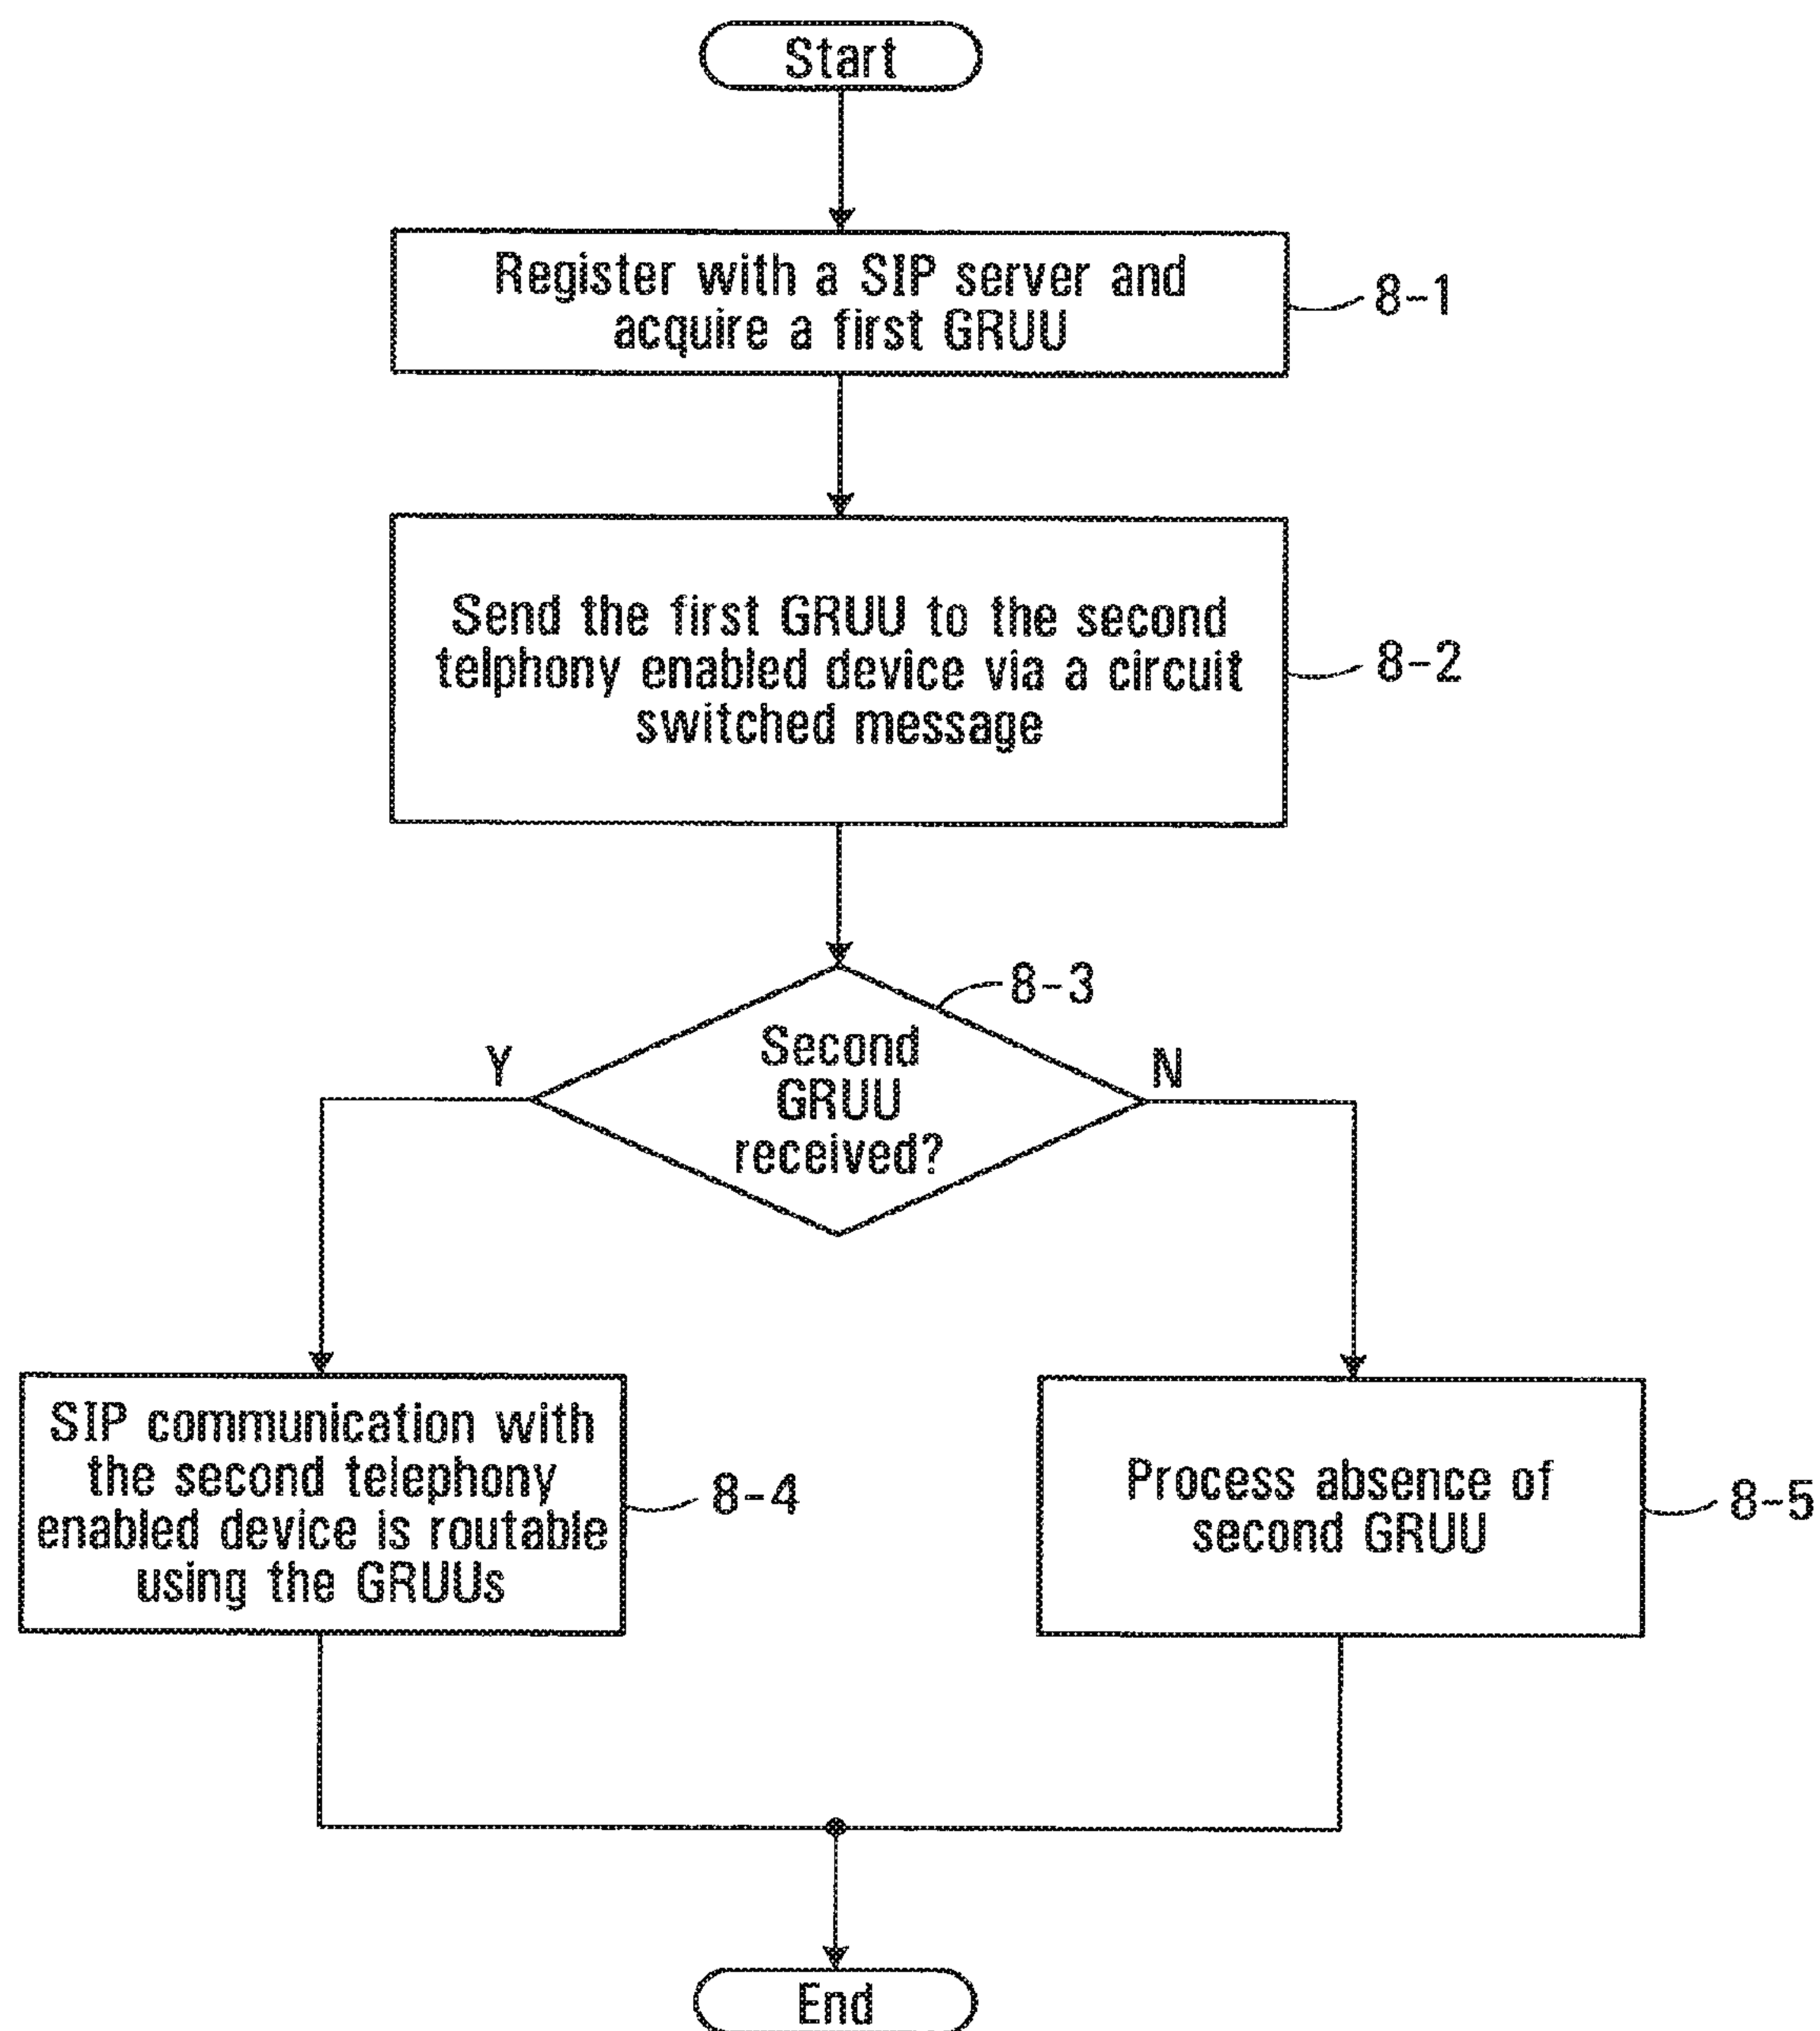 Start
Register with a SIP server and
acquire a first GRUU
8-1
Send the first GRUU to the second
telphony enabled device via a circuit
switched message
8-2
8-3
Second
GRUU
received?
Y
N
SIP communication with
the second telephony
enabled device is routable
using the GRUUs
8-4
Process absence of
second GRUU
8-5
End